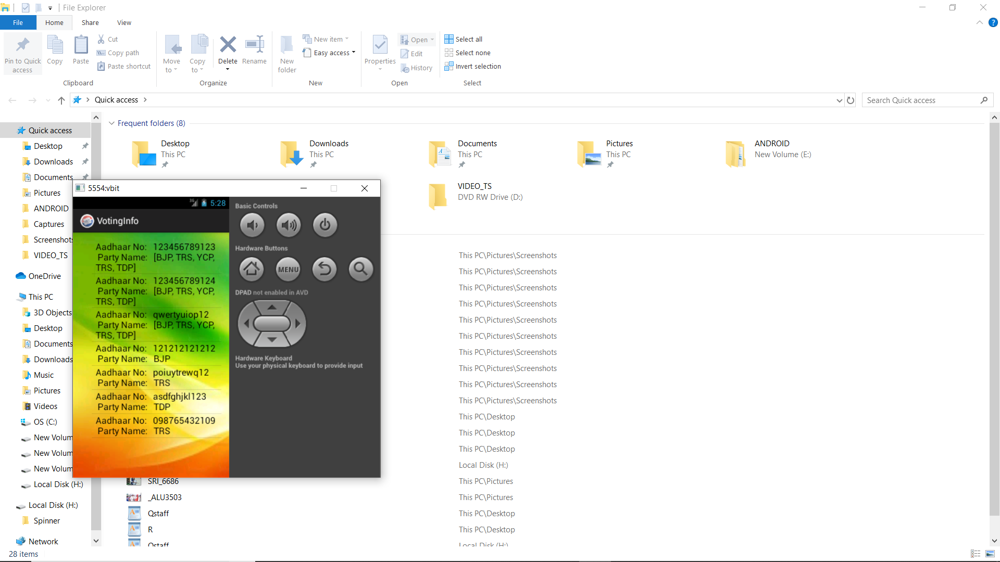 File Explorer
File Home Share View
Pin to Quick access
Copy
Paste
Cut
Copy path
Paste shortcut
Clipboard
Move to
Copy to
Delete
Rename
Organize
New folder
New item
Easy access
New
Properties
Open
Edit
History
Open
Select all
Select none
Invert selection
Select
Quick access
Search Quick access
Quick access
Desktop
Downloads
Documents
Pictures
ANDROID
Captures
Screenshots
VIDEO_TS
OneDrive
This PC
3D Objects
Desktop
Documents
Downloads
Music
Pictures
Videos
OS (C:)
New Volum
New Volum
New Volum
Local Disk (H:)
Local Disk (H:)
Spinner
Network
28 items
Frequent folders (8)
Desktop
This PC
Downloads
This PC
Documents
This PC
Pictures
This PC
ANDROID
New Volume (E:)
VIDEO_TS
DVD RW Drive (D:)
5554:vbit
3G 5:28
VotingInfo
Aadhaar No: 123456789123
Party Name: [BJP, TRS, YCP,
TRS, TDP]
Aadhaar No: 123456789124
Party Name: [BJP, TRS, YCP,
TRS, TDP]
Aadhaar No: qwertyuiop12
Party Name: [BJP, TRS, YCP,
TRS, TDP]
Aadhaar No: 121212121212
Party Name: BJP
Aadhaar No: poiuytrewq12
Party Name: TRS
Aadhaar No: asdfghjkl123
Party Name: TDP
Aadhaar No: 098765432109
Party Name: TRS
Basic Controls
Hardware Buttons
MENU
DPAD not enabled in AVD
Hardware Keyboard
Use your physical keyboard to provide input
This PC\Pictures\Screenshots
This PC\Pictures\Screenshots
This PC\Pictures\Screenshots
This PC\Pictures\Screenshots
This PC\Pictures\Screenshots
This PC\Pictures\Screenshots
This PC\Pictures\Screenshots
This PC\Pictures\Screenshots
This PC\Pictures\Screenshots
This PC\Pictures\Screenshots
This PC\Desktop
This PC\Desktop
This PC\Desktop
Local Disk (H:)
SRI_6686 This PC\Pictures
_ALU3503 This PC\Pictures
Qstaff This PC\Desktop
R This PC\Desktop
Qstaff Local Disk (H:)